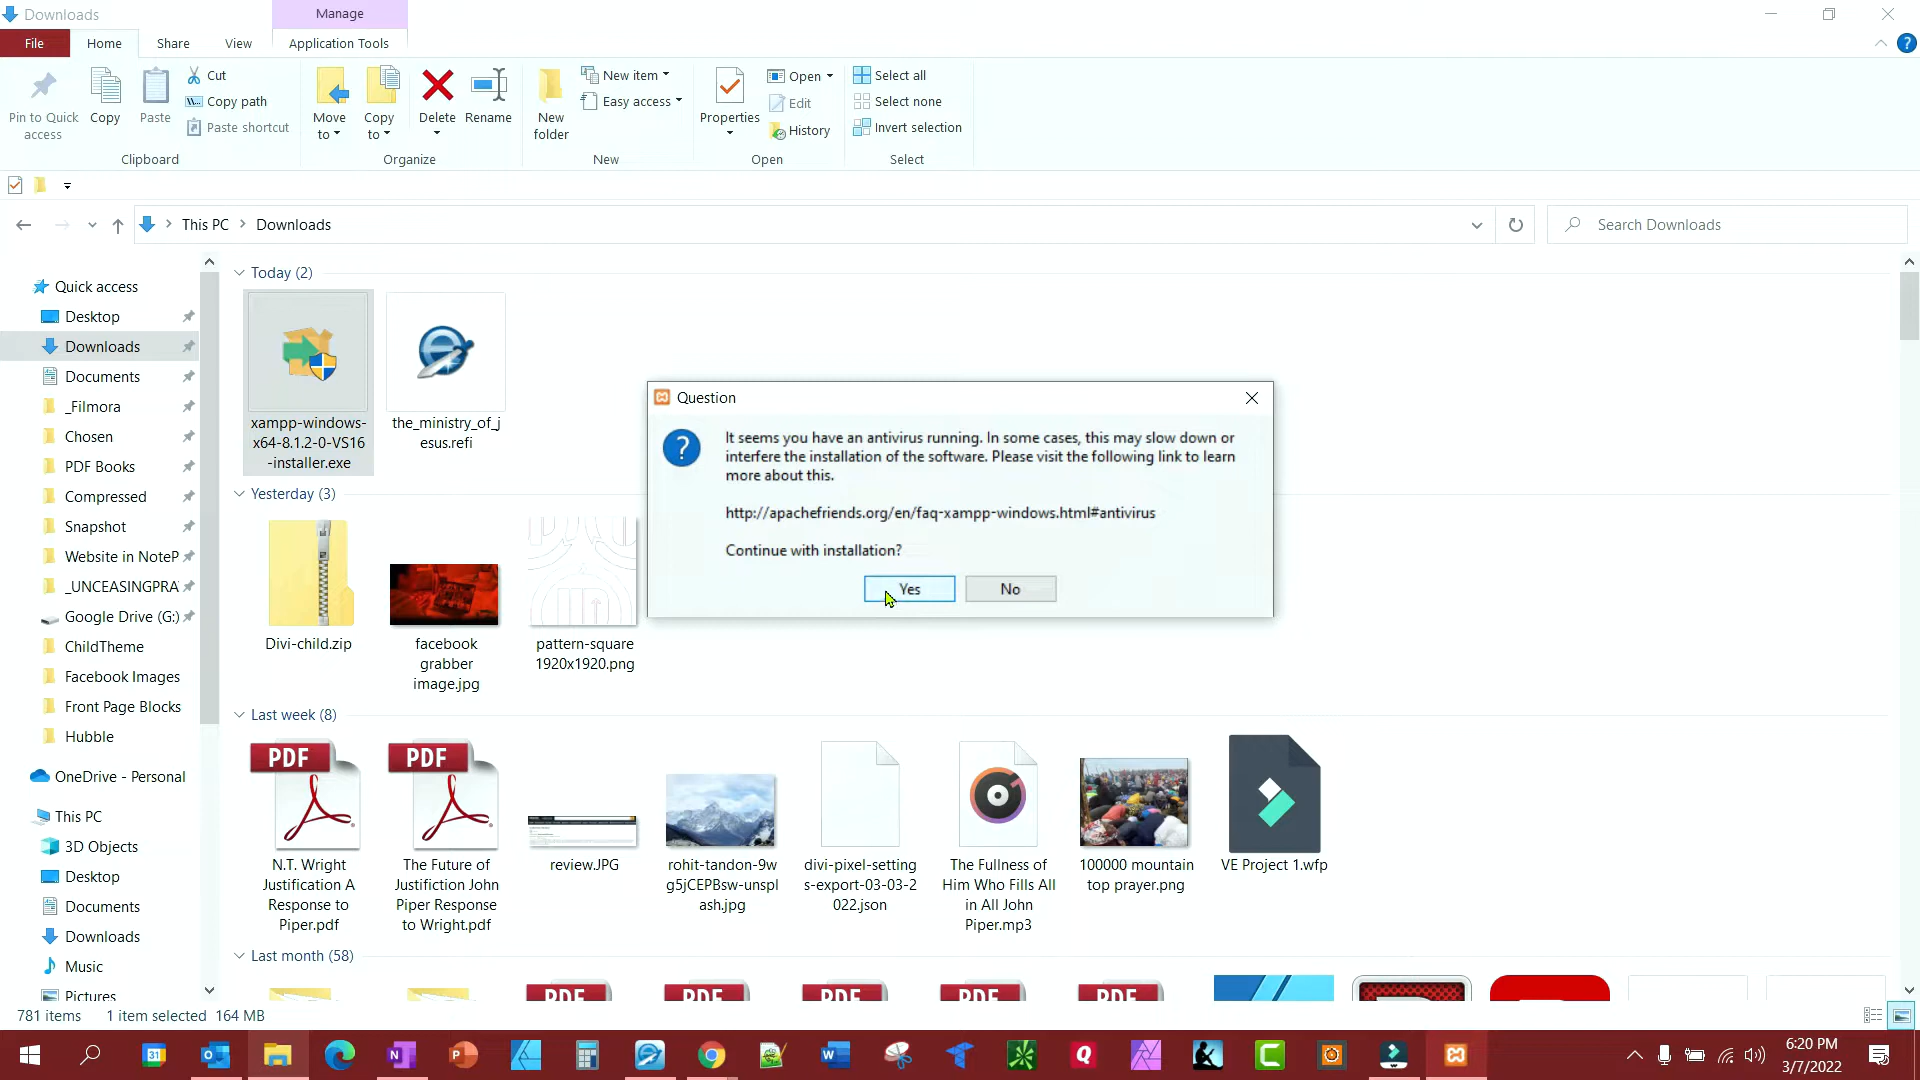 Downloads
Manage
File
Home
Share
View
Application Tools
Pin to Quick
access
Copy
Paste
Cut
Copy path
Paste shortcut
Clipboard
Move
to
Copy
to
Delete
Rename
Organize
New
folder
New item
Easy access
New
Properties
Open
Edit
History
Open
Select all
Select none
Invert selection
Select
This PC
Downloads
Search Downloads
Quick access
Desktop
Downloads
Documents
_Filmora
Chosen
PDF Books
Compressed
Snapshot
Website in NoteP
_UNCEASINGPRA
Google Drive (G:)
ChildTheme
Facebook Images
Front Page Blocks
Hubble
OneDrive - Personal
This PC
3D Objects
Desktop
Documents
Downloads
Music
Pictures
Today (2)
xampp-windows-
x64-8.1.2-0-VS16
-installer.exe
the_ministry_of_j
esus.refi
Yesterday (3)
Divi-child.zip
facebook
grabber
image.jpg
pattern-square
1920x1920.png
Question
It seems you have an antivirus running. In some cases, this may slow down or
interfere the installation of the software. Please visit the following link to learn
more about this.
http://apachefriends.org/en/faq-xampp-windows.html#antivirus
Continue with installation?
Yes
No
Last week (8)
PDF
N.T. Wright
Justification A
Response to
Piper.pdf
PDF
The Future of
Justifiction John
Piper Response
to Wright.pdf
review.JPG
rohit-tandon-9w
g5jCEPBsw-unspl
ash.jpg
divi-pixel-setting
s-export-03-03-2
022.json
The Fullness of
Him Who Fills All
in All John
Piper.mp3
100000 mountain
top prayer.png
VE Project 1.wfp
Last month (58)
PDF
PDF
PDF
PDF
PDF
781 items
1 item selected 164 MB
31
6:20 PM
3/7/2022